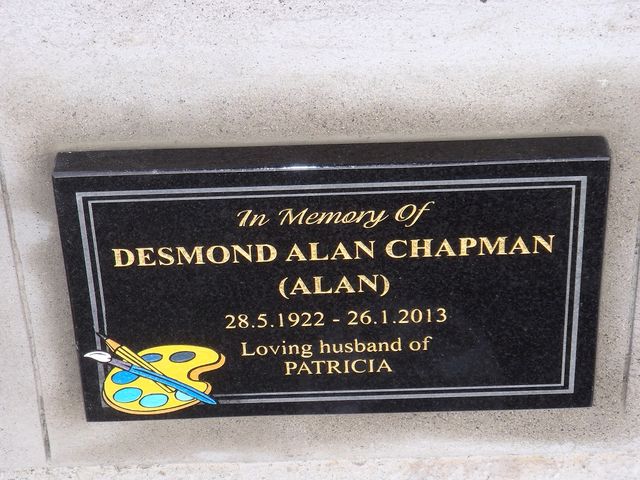 In Memory Of
DESMOND ALAN CHAPMAN
(ALAN)
28.5.1922 - 26.1.2013
Loving husband of
PATRICIA